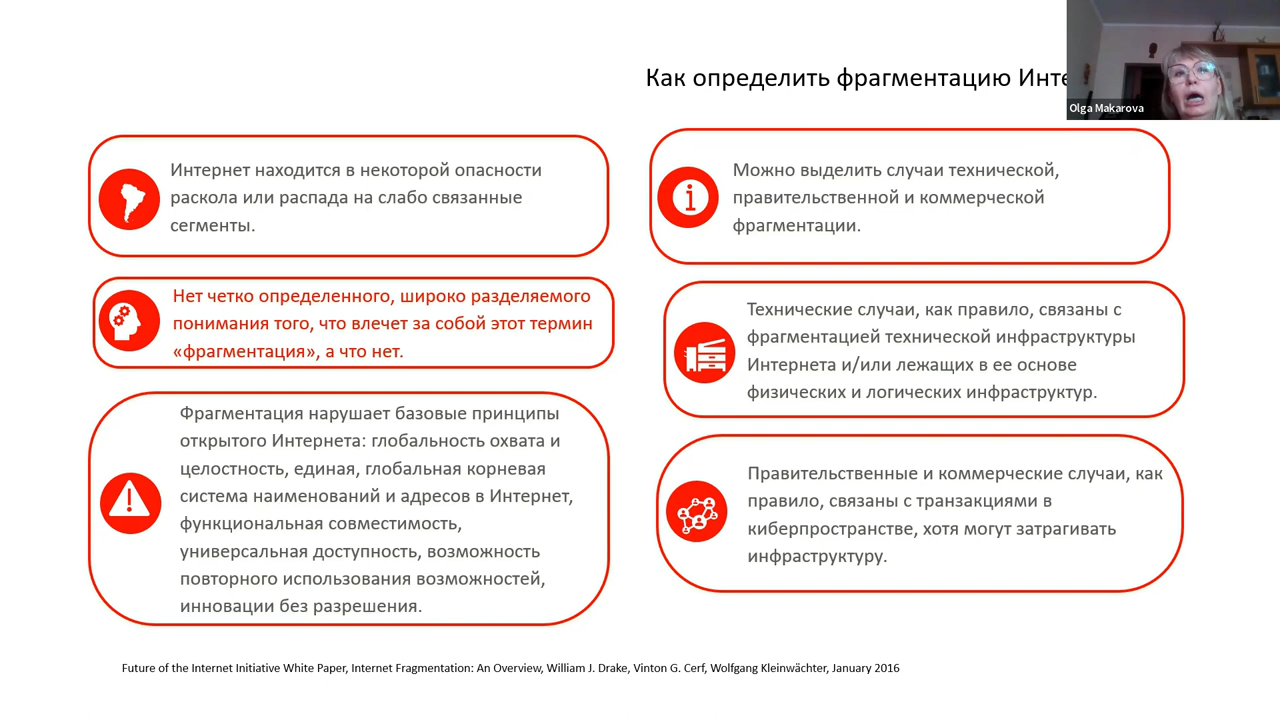 Как определить фрагментацию
Olga Makarova
Интернет находится в некоторой опасности
раскола или распада на слабо связанные
сегменты.
Нет четко определенного, широко разделяемого
понимания того, что влечет за собой этот термин
«фрагментация», а что нет.
Фрагментация нарушает базовые принципы
открытого Интернета: глобальность охвата и
целостность, единая, глобальная корневая
система наименований и адресов в Интернет,
функциональная совместимость,
универсальная доступность, возможность
повторного использования возможностей,
инновации без разрешения.
Можно выделить случаи технической,
правительственной и коммерческой
фрагментации.
Технические случаи, как правило, связаны с
фрагментацией технической инфраструктуры
Интернета и/или лежащих в ее основе
физических и логических инфраструктур.
Правительственные и коммерческие случаи, как
правило, связаны с транзакциями в
киберпространстве, хотя могут затрагивать
инфраструктуру.
Future of the Internet Initiative White Paper, Internet Fragmentation: An Overview, William J. Drake, Vinton G. Cerf, Wolfgang Kleinwächter, January 2016